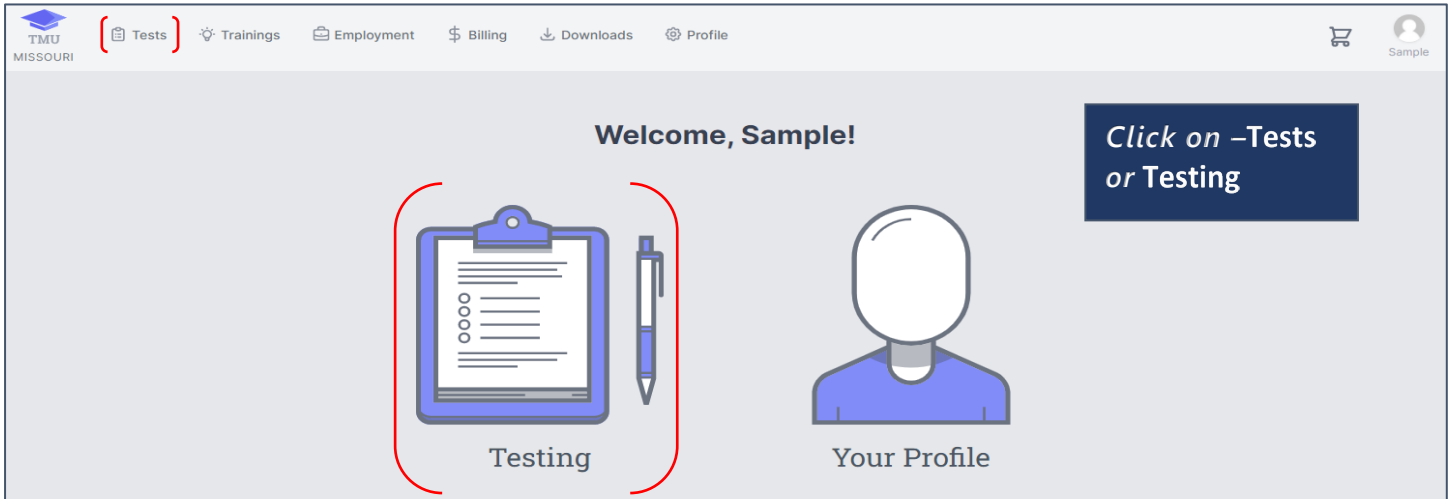 TMU
MISSOURI
Tests
Trainings
Employment
$ Billing
Downloads
Profile
Sample
Welcome, Sample!
Click on –Tests
or Testing
Testing
Your Profile